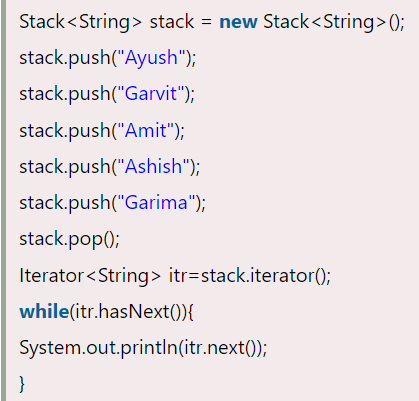 Stack<String> stack = new Stack<String>();
stack.push("Ayush");
stack.push("Garvit");
stack.push("Amit");
stack.push("Ashish");
stack.push("Garima");
stack.pop();
Iterator<String> itr=stack.iterator();
while(itr.hasNext()){
System.out.println(itr.next());
}